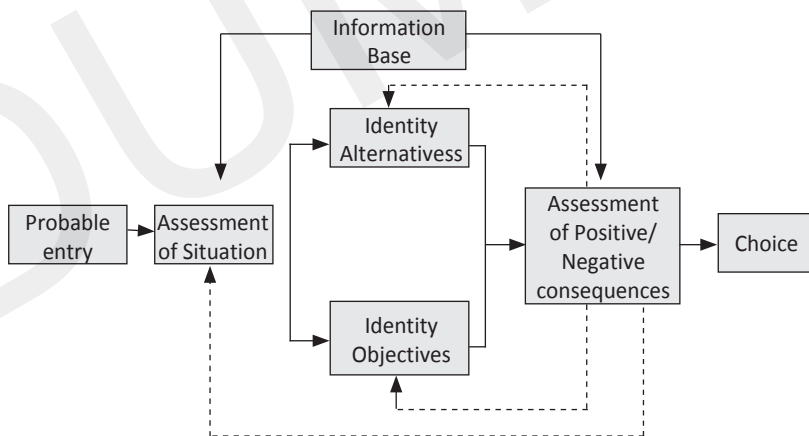 Information
Base
Identity
Alternativess
Probable
entry
Assessment
of Situation
Assessment
of Positive/
Negative
consequences
Choice
Identity
Objectives